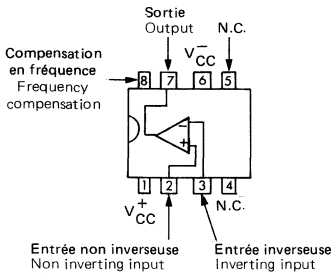 Sortie
Output
N.C.
V CC –
Compensation
en fréquence
Frequency
compensation
8 7 6 5
–
+
1 2 3 4
V CC +
N.C.
Entrée non inverseuse
Non inverting input
Entrée inverseuse
Inverting input